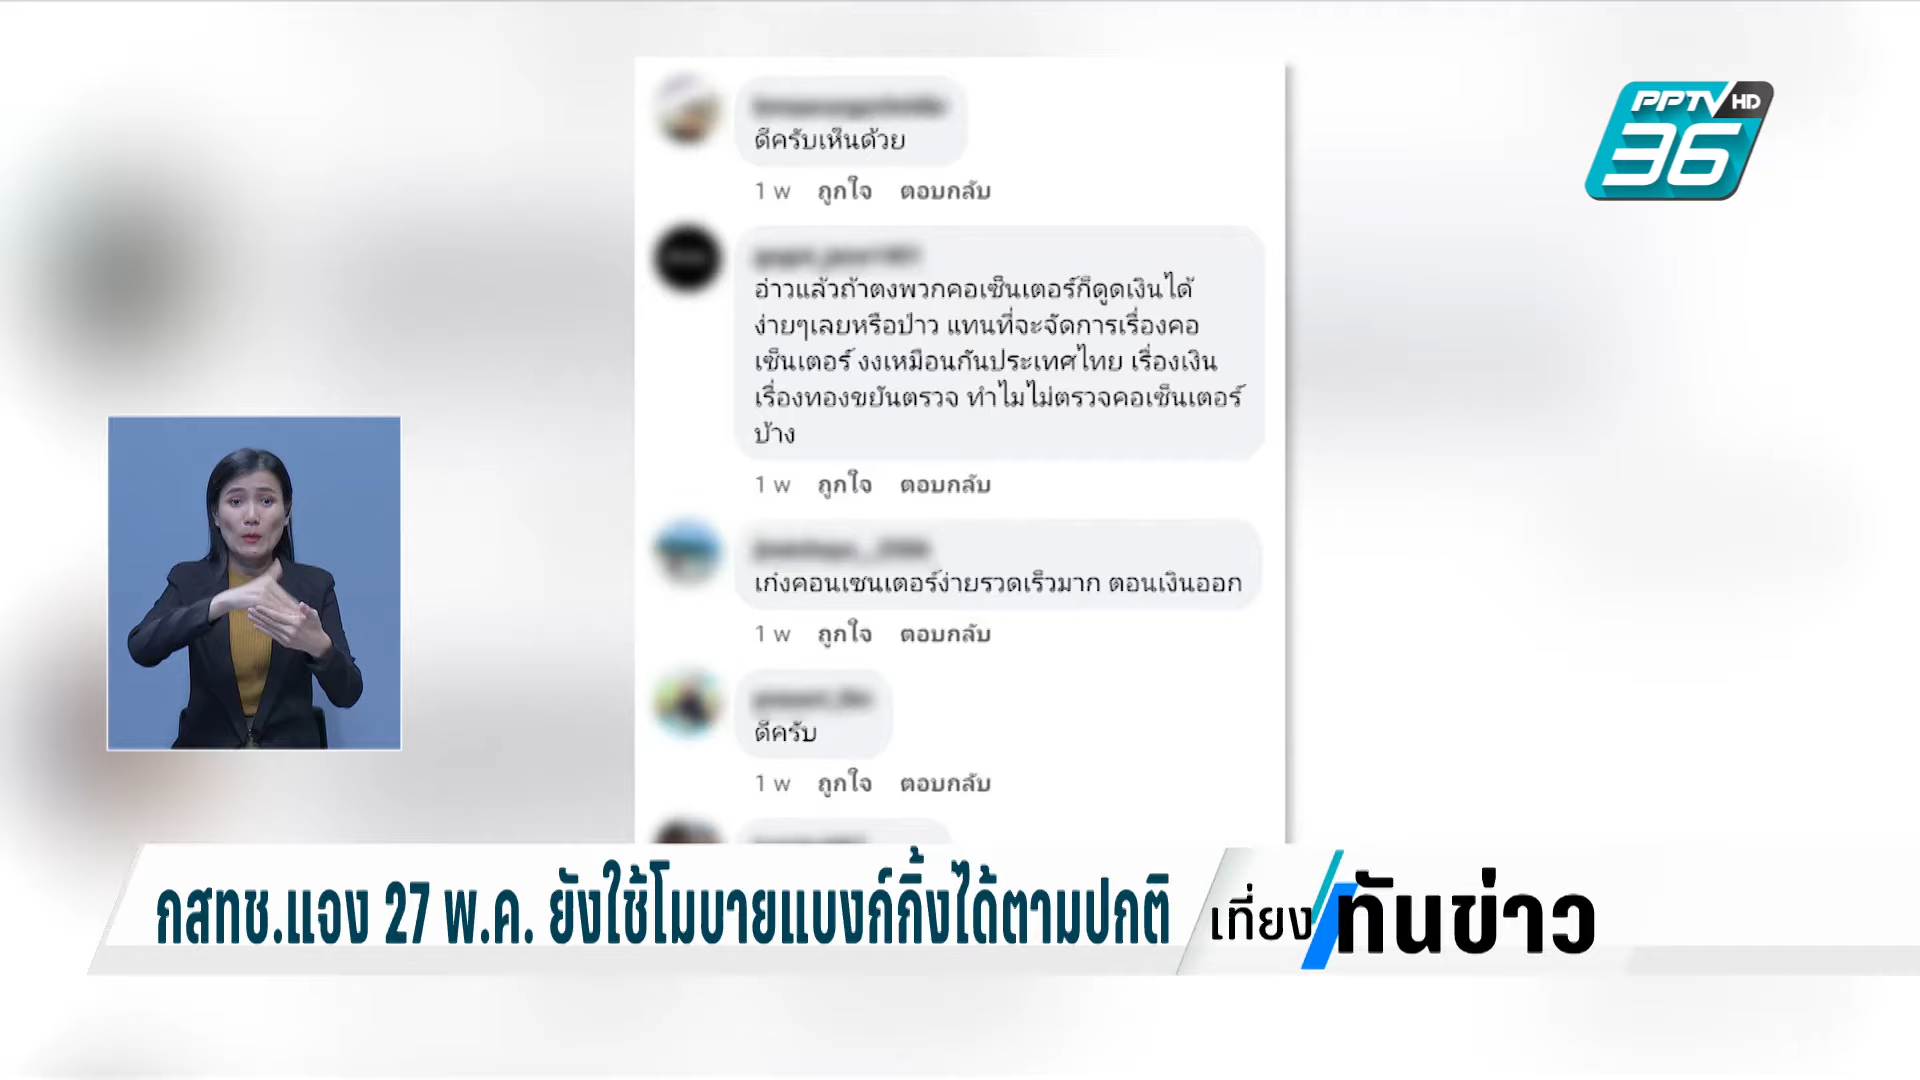 PPTV HD
36
ดีครับเห็นด้วย
1 w ถูกใจ ตอบกลับ
อ่าวแล้วถ้าตงพวกคอเซ็นเตอร์ก็ดูดเงินได้
ง่ายๆเลยหรือป่าว แทนที่จะจัดการเรื่องคอ
เซ็นเตอร์ งงเหมือนกันประเทศไทย เรื่องเงิน
เรื่องทองขยันตรวจ ทำไมไม่ตรวจคอเซ็นเตอร์
บ้าง
1 w ถูกใจ ตอบกลับ
เก่งคอนเซนเตอร์ง่ายรวดเร็วมาก ตอนเงินออก
1 w ถูกใจ ตอบกลับ
ดีครับ
1 w ถูกใจ ตอบกลับ
กสทช.แจง 27 พ.ค. ยังใช้โมบายแบงก์กิ้งได้ตามปกติ
เที่ยงทันข่าว